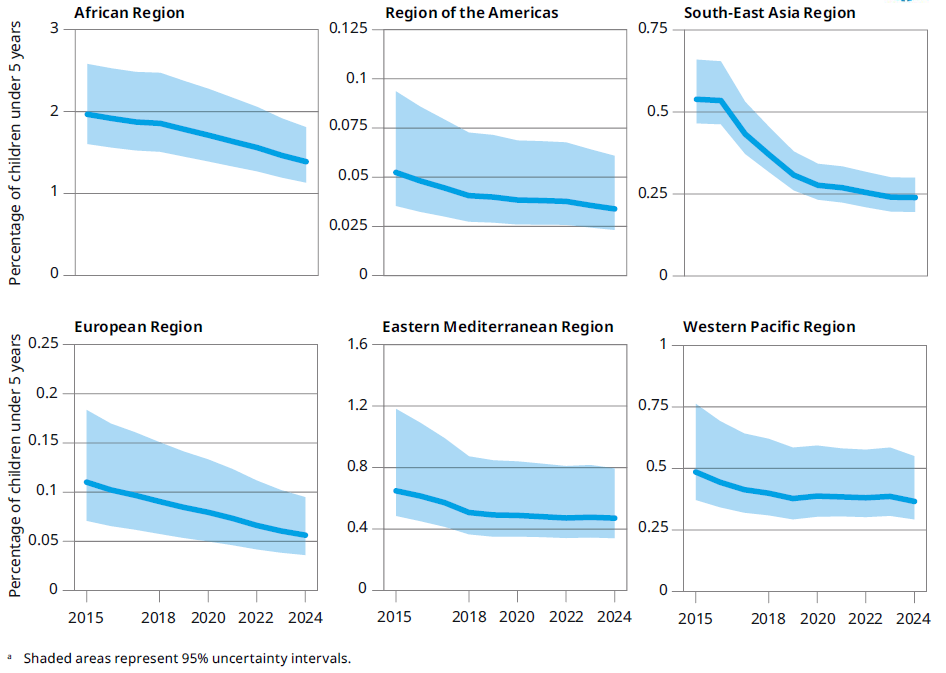 African Region
Region of the Americas
South-East Asia Region
Percentage of children under 5 years
3
2
1
0
0.125
0.1
0.075
0.05
0.025
0
0.75
0.5
0.25
0
European Region
Eastern Mediterranean Region
Western Pacific Region
Percentage of children under 5 years
0.25
0.2
0.15
0.1
0.05
0
1.6
1.2
0.8
0.4
0
1
0.75
0.5
0.25
0
2015 2018 2020 2022 2024
2015 2018 2020 2022 2024
2015 2018 2020 2022 2024
a Shaded areas represent 95% uncertainty intervals.